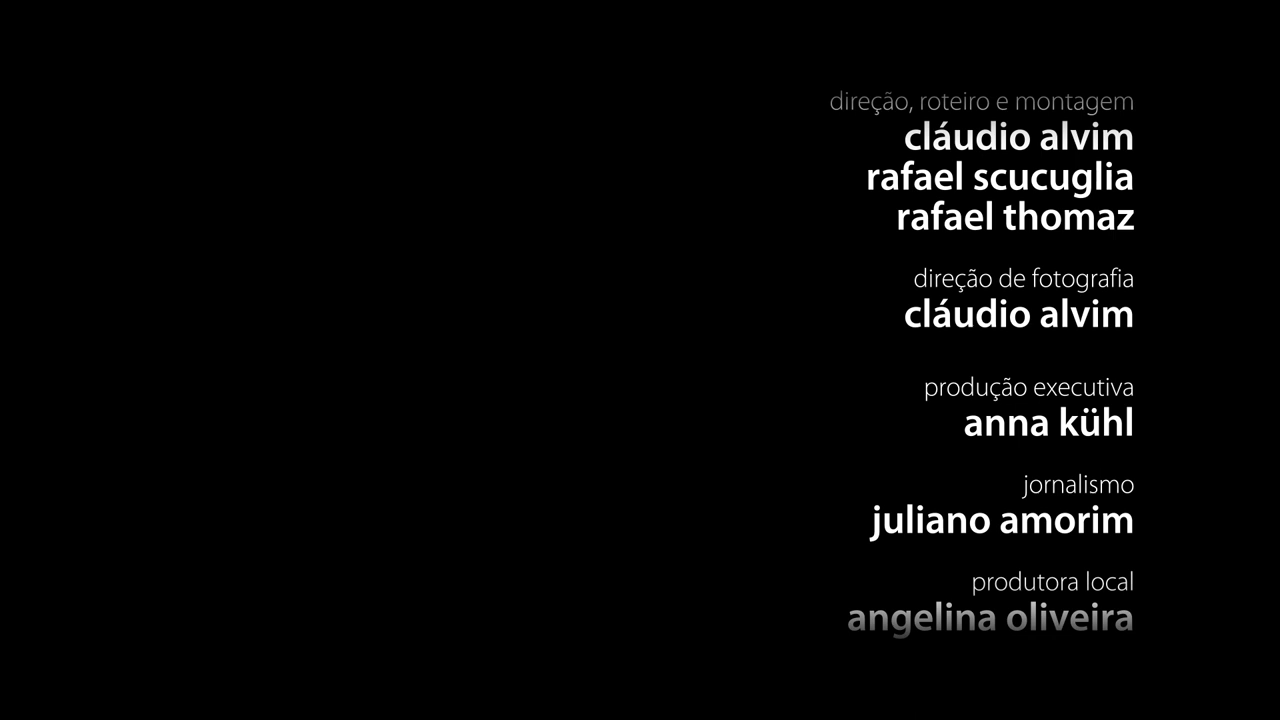 direção, roteiro e montagem
cláudio alvim
rafael scucuglia
rafael thomaz
direção de fotografia
cláudio alvim
produção executiva
anna kühl
jornalismo
juliano amorim
produtora local
angelina oliveira